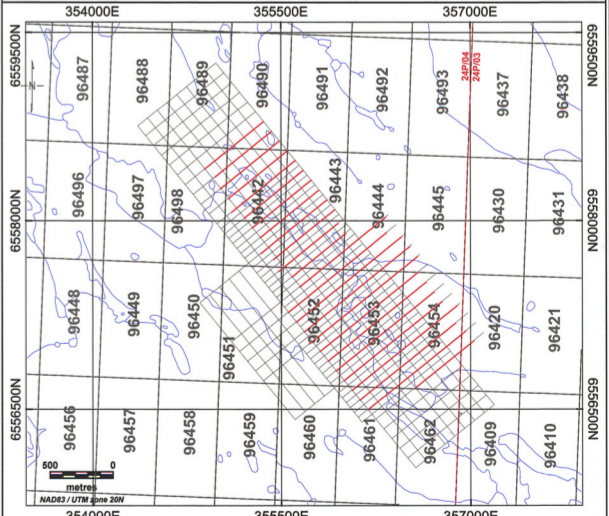 354000E 355500E 357000E
6559500N 6559500N
24P/04
24P/03
N
96487 96488 96489 96490 96491 96492 96493 96437 96438
96496 96497 96498 96442 96443 96444 96445 96430 96431
6558000N 6558000N
96448 96449 96450 96451 96452 96453 96454 96420 96421
6556500N 6556500N
96456 96457 96458 96459 96460 96461 96462 96409 96410
500 0
metres
NAD83 / UTM zone 20N
354000E 355500E 357000E